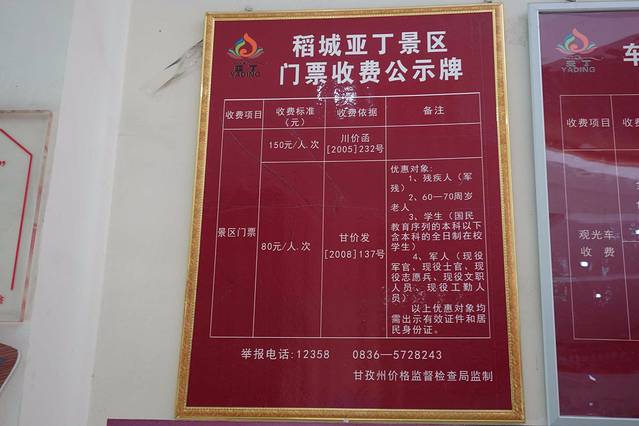 亚丁
YADING
稻城亚丁景区
门票收费公示牌
收费项目
收费标准
(元)
收费依据
备注
景区门票
150元/人.次
川价函
[2005]232号
80元/人.次
甘价发
[2008]137号
优惠对象:
1、残疾人（军
残）
2、60—70周岁
老人
3、学生（国民
教育序列的本科以下
含本科的全日制在校
学生）
4、军人（现役
军官、现役士官、现
役志愿兵、现役文职
人员、现役工勤人
员）
以上优惠对象均
需出示有效证件和居
民身份证。
举报电话:12358 0836—5728243
甘孜州价格监督检查局监制
亚丁
YADING
车
收费项目
观光车
收费